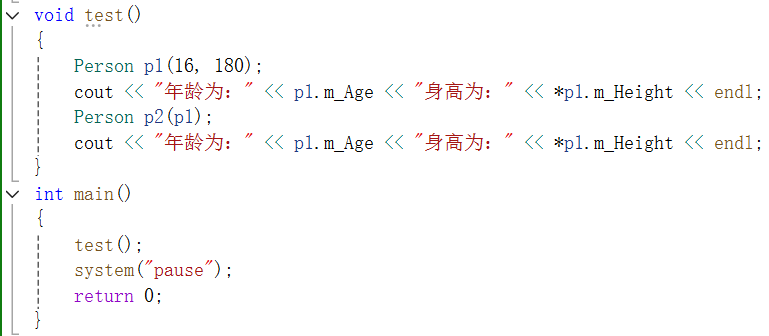 void test()
{
Person p1(16, 180);
cout << "年龄为：" << p1.m_Age << "身高为：" << *p1.m_Height << endl;
Person p2(p1);
cout << "年龄为：" << p1.m_Age << "身高为：" << *p1.m_Height << endl;
}
int main()
{
test();
system("pause");
return 0;
}